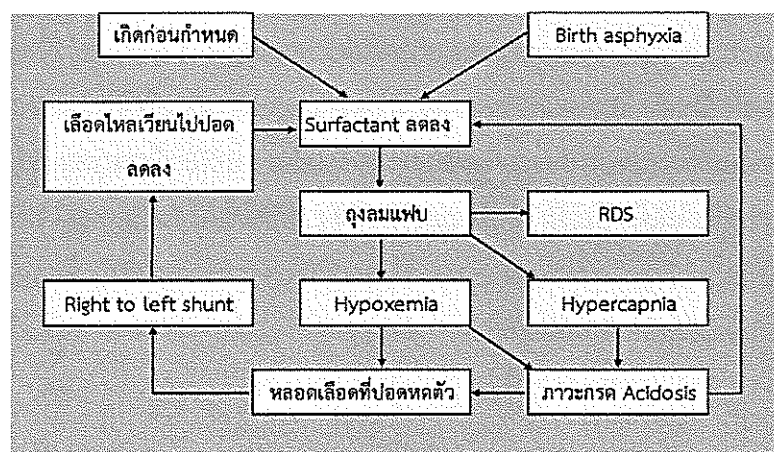 เกิดก่อนกำหนด
Birth asphyxia
เลือดไหลเวียนไปปอด
ลดลง
Surfactant ลดลง
ถุงลมแฟบ
RDS
Right to left shunt
Hypoxemia
Hypercapnia
หลอดเลือดที่ปอดหดตัว
ภาวะกรด Acidosis